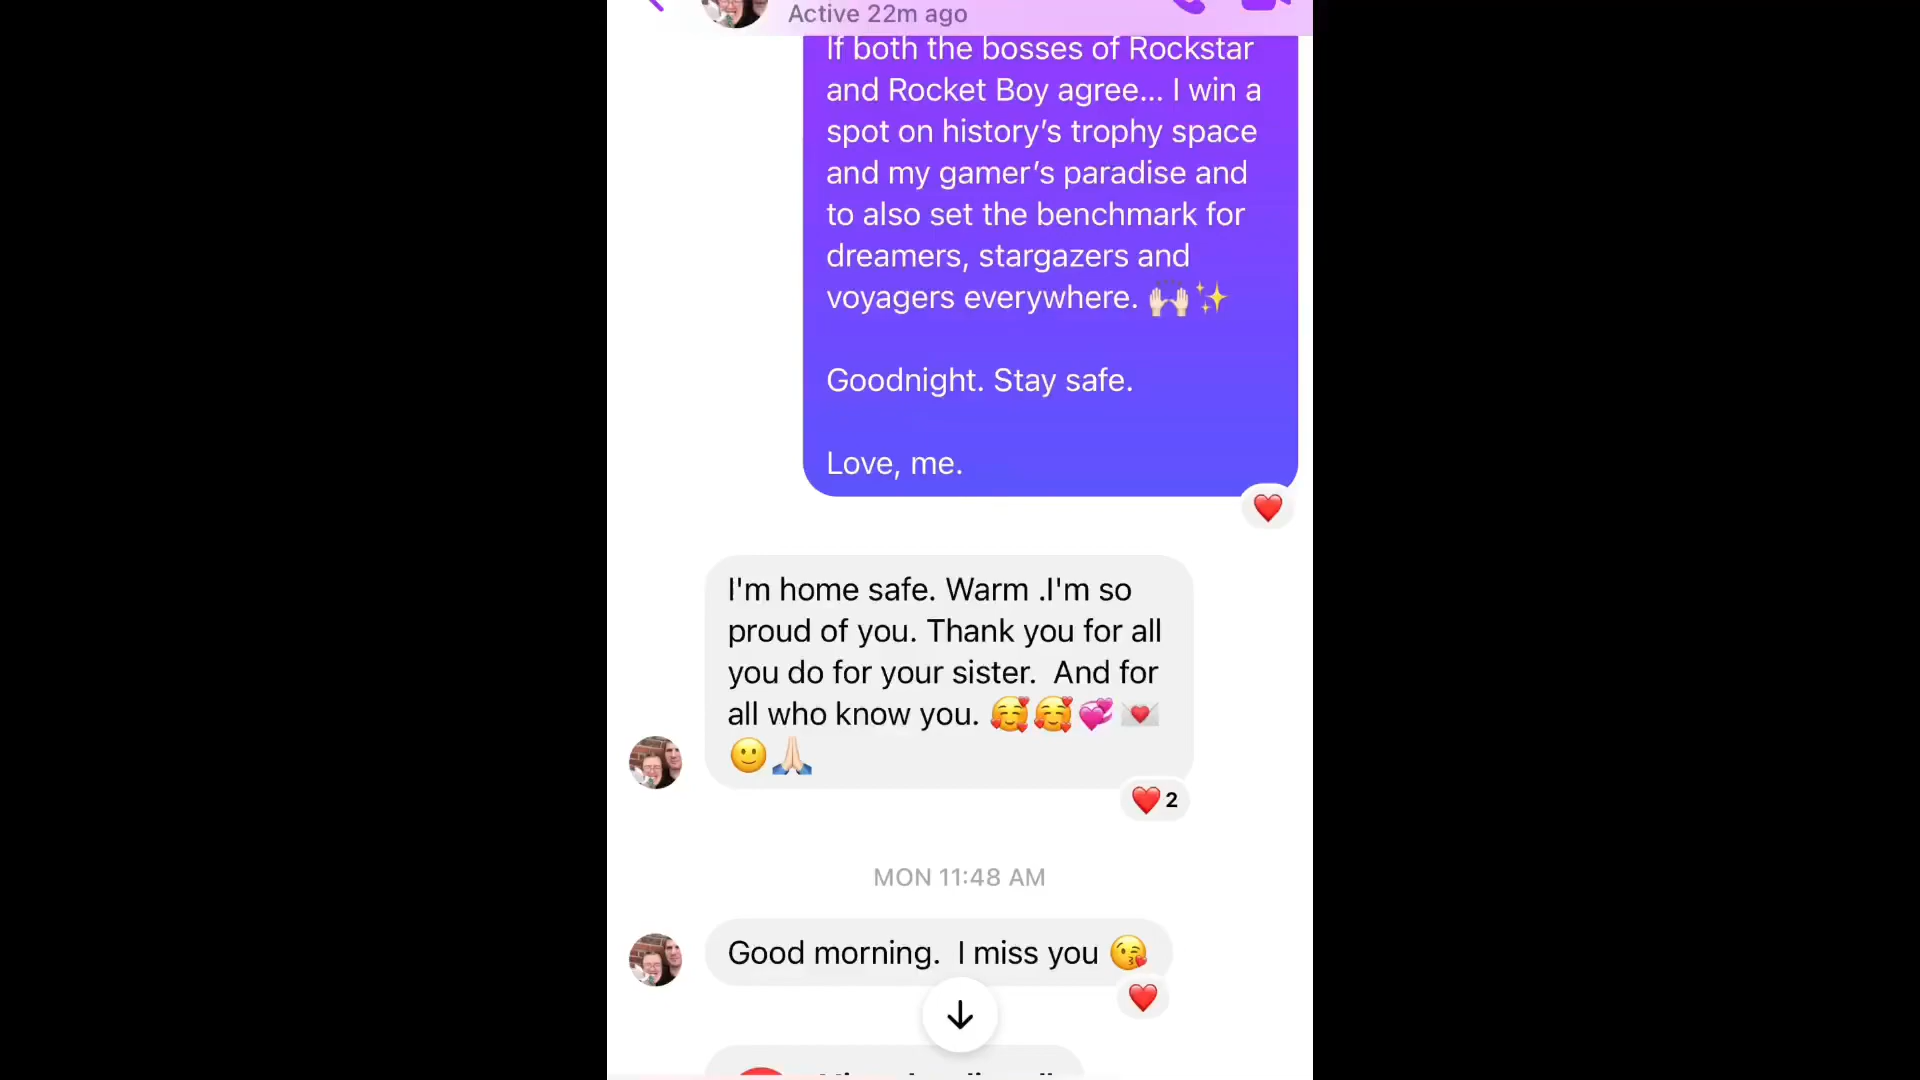 Active 22m ago
If both the bosses of Rockstar
and Rocket Boy agree... I win a
spot on history’s trophy space
and my gamer’s paradise and
to also set the benchmark for
dreamers, stargazers and
voyagers everywhere. 🙌🏻✨
Goodnight. Stay safe.
Love, me.
❤️
I'm home safe. Warm .I'm so
proud of you. Thank you for all
you do for your sister.  And for
all who know you. 🥰🥰💞💌
🙂🙏🏻
❤️ 2
MON 11:48 AM
Good morning.  I miss you 😘
❤️